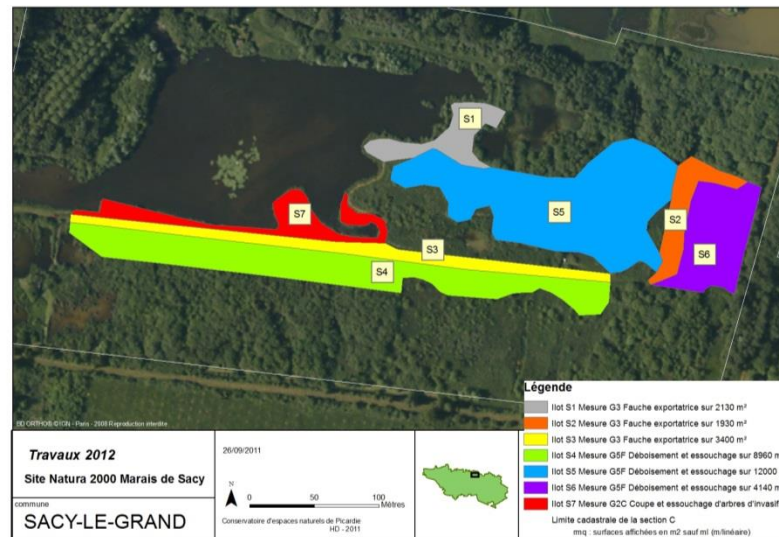 S1
S5
S2
S7
S3
S6
S4
BD ORTHO® © IGN - Paris - 2008 Reproduction interdite
Légende
Ilot S1 Mesure G3 Fauche exportatrice sur 2130 m²
Ilot S2 Mesure G3 Fauche exportatrice sur 1930 m²
Ilot S3 Mesure G3 Fauche exportatrice sur 3400 m²
Ilot S4 Mesure G5F Déboisement et essouchage sur 8960 m
Ilot S5 Mesure G5F Déboisement et essouchage sur 12000
Ilot S6 Mesure G5F Déboisement et essouchage sur 4140 m
Ilot S7 Mesure G2C Coupe et essouchage d'arbres d'invasif
Limite cadastrale de la section C
rmq : surfaces affichées en m2 sauf ml (m/linéaire)
Travaux 2012
Site Natura 2000 Marais de Sacy
commune
SACY-LE-GRAND
26/09/2011
N
0 50 100
Mètres
Conservatoire d'espaces naturels de Picardie
HD - 2011